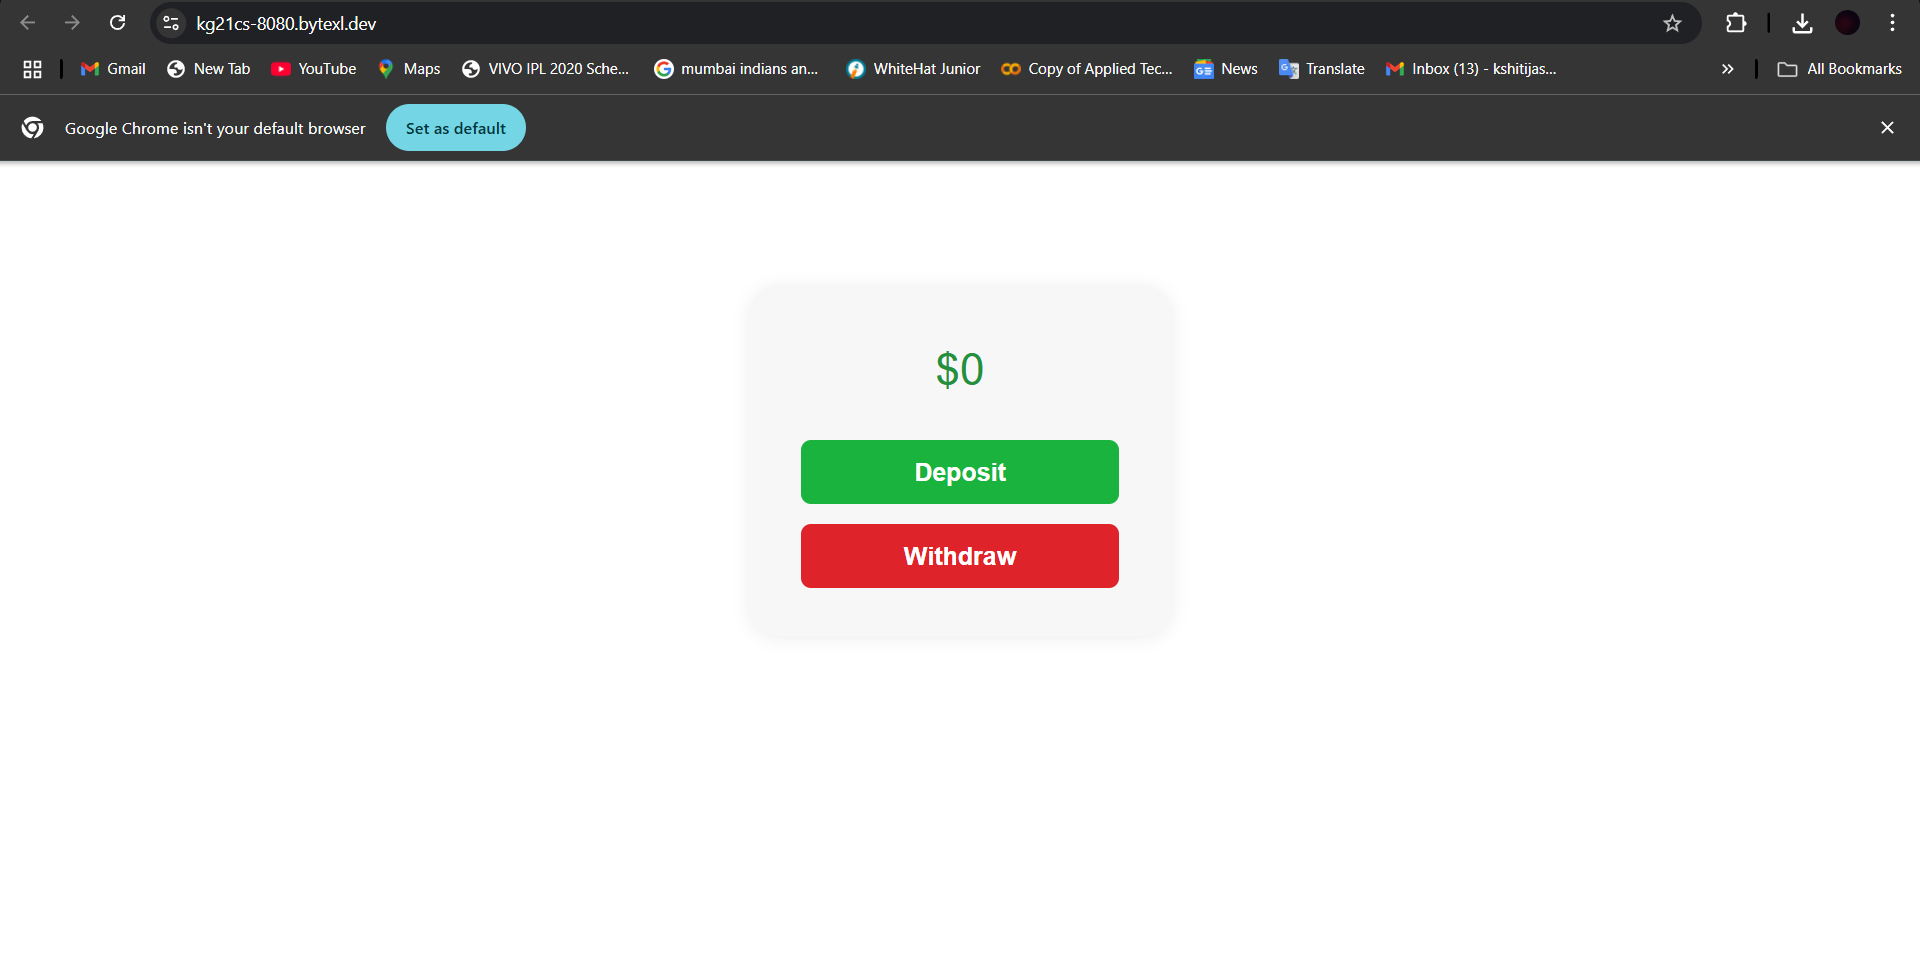 kg21cs-8080.bytexl.dev
Gmail New Tab YouTube Maps VIVO IPL 2020 Sche... mumbai indians an... WhiteHat Junior Copy of Applied Tec... News Translate Inbox (13) - kshitijas... All Bookmarks
Google Chrome isn't your default browser Set as default
$0
Deposit
Withdraw